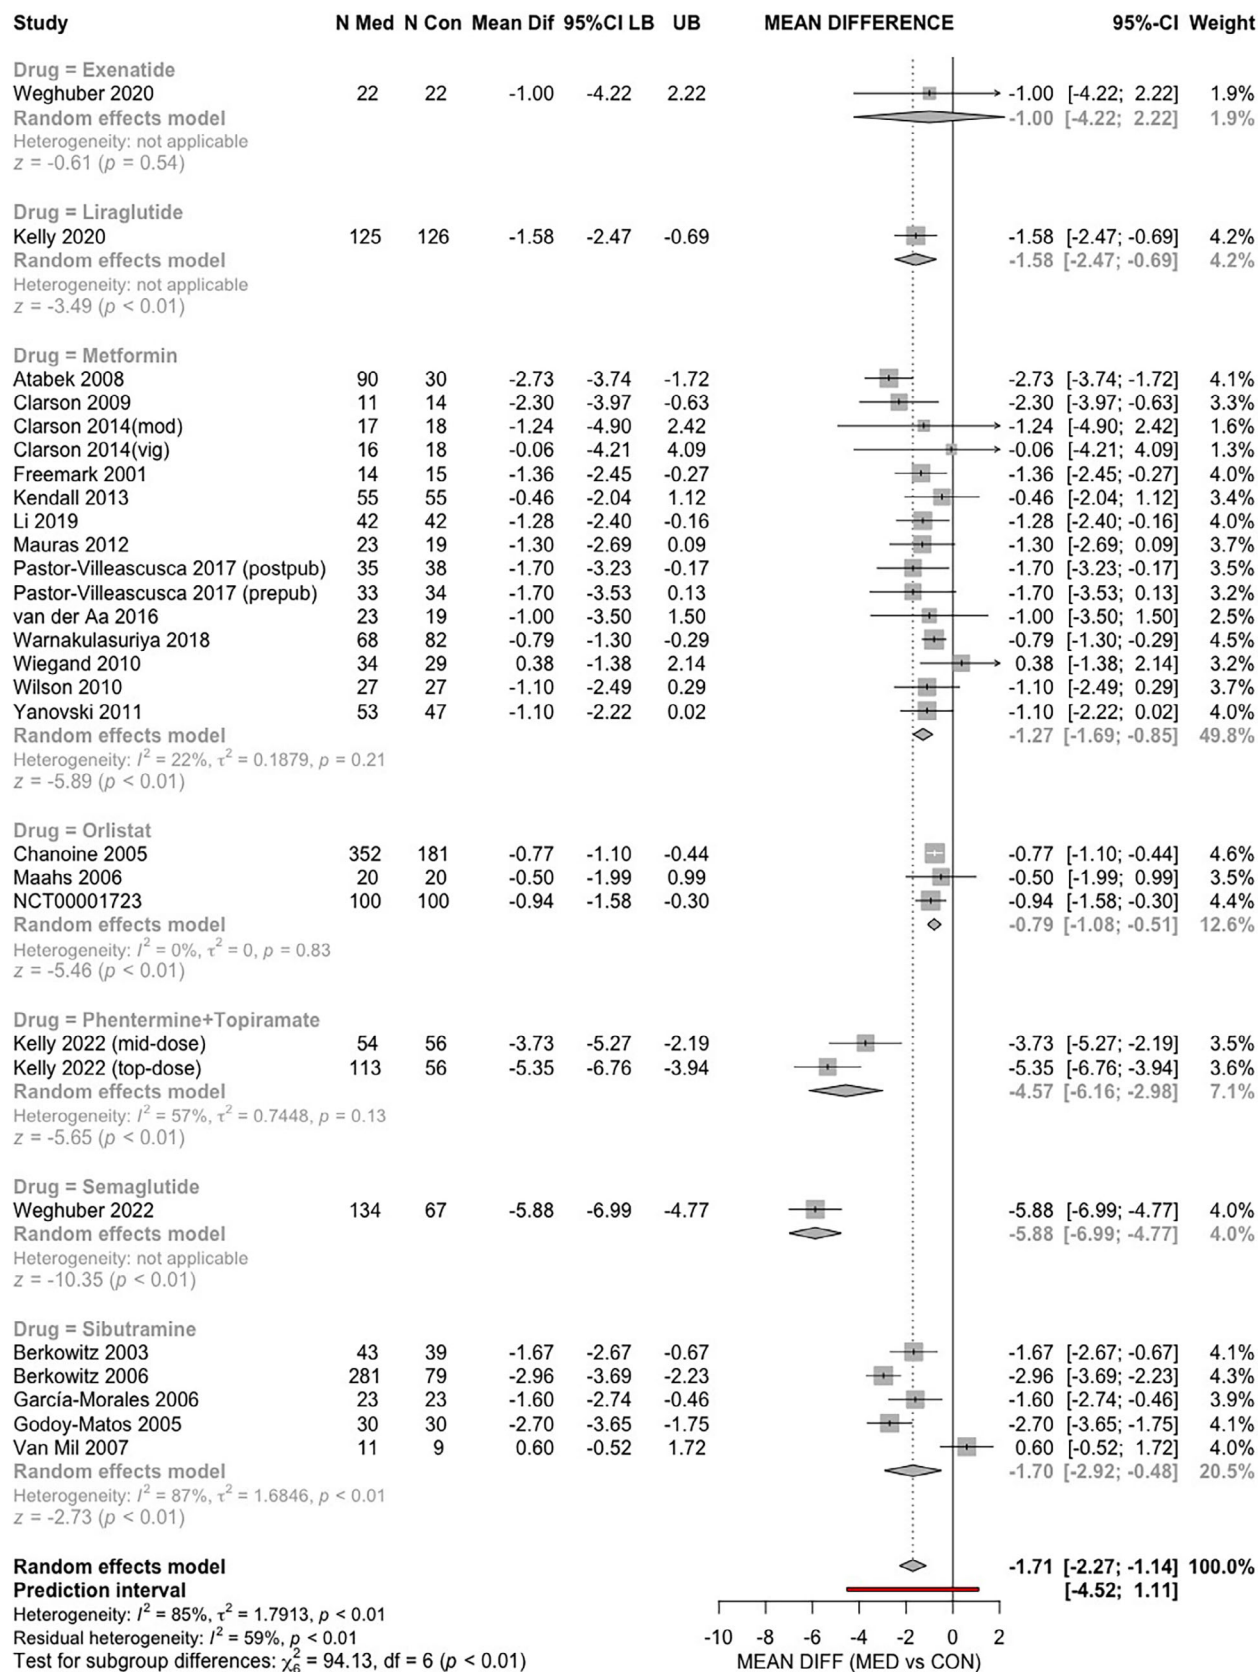 Study N Med N Con Mean Dif 95%CI LB UB MEAN DIFFERENCE 95%-CI Weight
Drug = Exenatide
Weghuber 2020 22 22 -1.00 -4.22 2.22 -1.00 [-4.22; 2.22] 1.9%
Random effects model -1.00 [-4.22; 2.22] 1.9%
Heterogeneity: not applicable
z = -0.61 (p = 0.54)
Drug = Liraglutide
Kelly 2020 125 126 -1.58 -2.47 -0.69 -1.58 [-2.47; -0.69] 4.2%
Random effects model -1.58 [-2.47; -0.69] 4.2%
Heterogeneity: not applicable
z = -3.49 (p < 0.01)
Drug = Metformin
Atabek 2008 90 30 -2.73 -3.74 -1.72 -2.73 [-3.74; -1.72] 4.1%
Clarson 2009 11 14 -2.30 -3.97 -0.63 -2.30 [-3.97; -0.63] 3.3%
Clarson 2014(mod) 17 18 -1.24 -4.90 2.42 -1.24 [-4.90; 2.42] 1.6%
Clarson 2014(vig) 16 18 -0.06 -4.21 4.09 -0.06 [-4.21; 4.09] 1.3%
Freemark 2001 14 15 -1.36 -2.45 -0.27 -1.36 [-2.45; -0.27] 4.0%
Kendall 2013 55 55 -0.46 -2.04 1.12 -0.46 [-2.04; 1.12] 3.4%
Li 2019 42 42 -1.28 -2.40 -0.16 -1.28 [-2.40; -0.16] 4.0%
Mauras 2012 23 19 -1.30 -2.69 0.09 -1.30 [-2.69; 0.09] 3.7%
Pastor-Villeascusca 2017 (postpub) 35 38 -1.70 -3.23 -0.17 -1.70 [-3.23; -0.17] 3.5%
Pastor-Villeascusca 2017 (prepub) 33 34 -1.70 -3.53 0.13 -1.70 [-3.53; 0.13] 3.2%
van der Aa 2016 23 19 -1.00 -3.50 1.50 -1.00 [-3.50; 1.50] 2.5%
Warnakulasuriya 2018 68 82 -0.79 -1.30 -0.29 -0.79 [-1.30; -0.29] 4.5%
Wiegand 2010 34 29 0.38 -1.38 2.14 0.38 [-1.38; 2.14] 3.2%
Wilson 2010 27 27 -1.10 -2.49 0.29 -1.10 [-2.49; 0.29] 3.7%
Yanovski 2011 53 47 -1.10 -2.22 0.02 -1.10 [-2.22; 0.02] 4.0%
Random effects model -1.27 [-1.69; -0.85] 49.8%
Heterogeneity: I² = 22%, τ² = 0.1879, p = 0.21
z = -5.89 (p < 0.01)
Drug = Orlistat
Chanoine 2005 352 181 -0.77 -1.10 -0.44 -0.77 [-1.10; -0.44] 4.6%
Maahs 2006 20 20 -0.50 -1.99 0.99 -0.50 [-1.99; 0.99] 3.5%
NCT00001723 100 100 -0.94 -1.58 -0.30 -0.94 [-1.58; -0.30] 4.4%
Random effects model -0.79 [-1.08; -0.51] 12.6%
Heterogeneity: I² = 0%, τ² = 0, p = 0.83
z = -5.46 (p < 0.01)
Drug = Phentermine+Topiramate
Kelly 2022 (mid-dose) 54 56 -3.73 -5.27 -2.19 -3.73 [-5.27; -2.19] 3.5%
Kelly 2022 (top-dose) 113 56 -5.35 -6.76 -3.94 -5.35 [-6.76; -3.94] 3.6%
Random effects model -4.57 [-6.16; -2.98] 7.1%
Heterogeneity: I² = 57%, τ² = 0.7448, p = 0.13
z = -5.65 (p < 0.01)
Drug = Semaglutide
Weghuber 2022 134 67 -5.88 -6.99 -4.77 -5.88 [-6.99; -4.77] 4.0%
Random effects model -5.88 [-6.99; -4.77] 4.0%
Heterogeneity: not applicable
z = -10.35 (p < 0.01)
Drug = Sibutramine
Berkowitz 2003 43 39 -1.67 -2.67 -0.67 -1.67 [-2.67; -0.67] 4.1%
Berkowitz 2006 281 79 -2.96 -3.69 -2.23 -2.96 [-3.69; -2.23] 4.3%
García-Morales 2006 23 23 -1.60 -2.74 -0.46 -1.60 [-2.74; -0.46] 3.9%
Godoy-Matos 2005 30 30 -2.70 -3.65 -1.75 -2.70 [-3.65; -1.75] 4.1%
Van Mil 2007 11 9 0.60 -0.52 1.72 0.60 [-0.52; 1.72] 4.0%
Random effects model -1.70 [-2.92; -0.48] 20.5%
Heterogeneity: I² = 87%, τ² = 1.6846, p < 0.01
z = -2.73 (p < 0.01)
Random effects model -1.71 [-2.27; -1.14] 100.0%
Prediction interval [-4.52; 1.11]
Heterogeneity: I² = 85%, τ² = 1.7913, p < 0.01
Residual heterogeneity: I² = 59%, p < 0.01
Test for subgroup differences: χ²₆ = 94.13, df = 6 (p < 0.01)
-10 -8 -6 -4 -2 0 2
MEAN DIFF (MED vs CON)